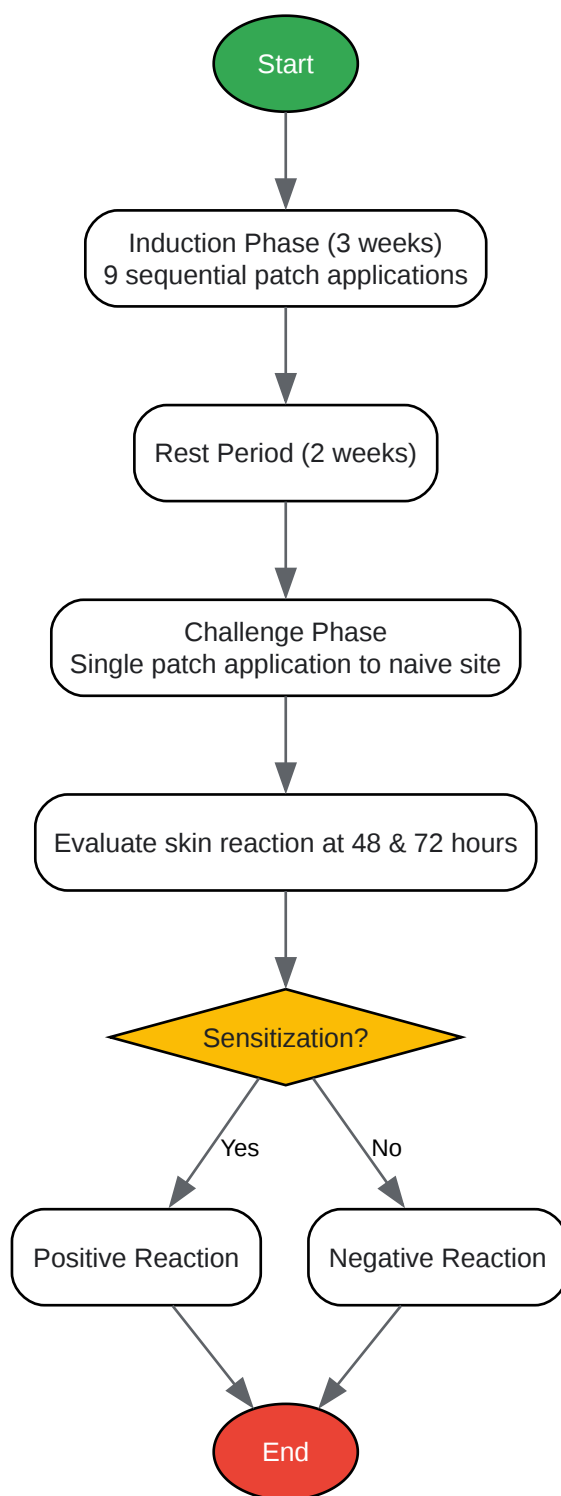 Start
Induction Phase (3 weeks)
9 sequential patch applications
Rest Period (2 weeks)
Challenge Phase
Single patch application to naive site
Evaluate skin reaction at 48 & 72 hours
Sensitization?
Yes
No
Positive Reaction
Negative Reaction
End